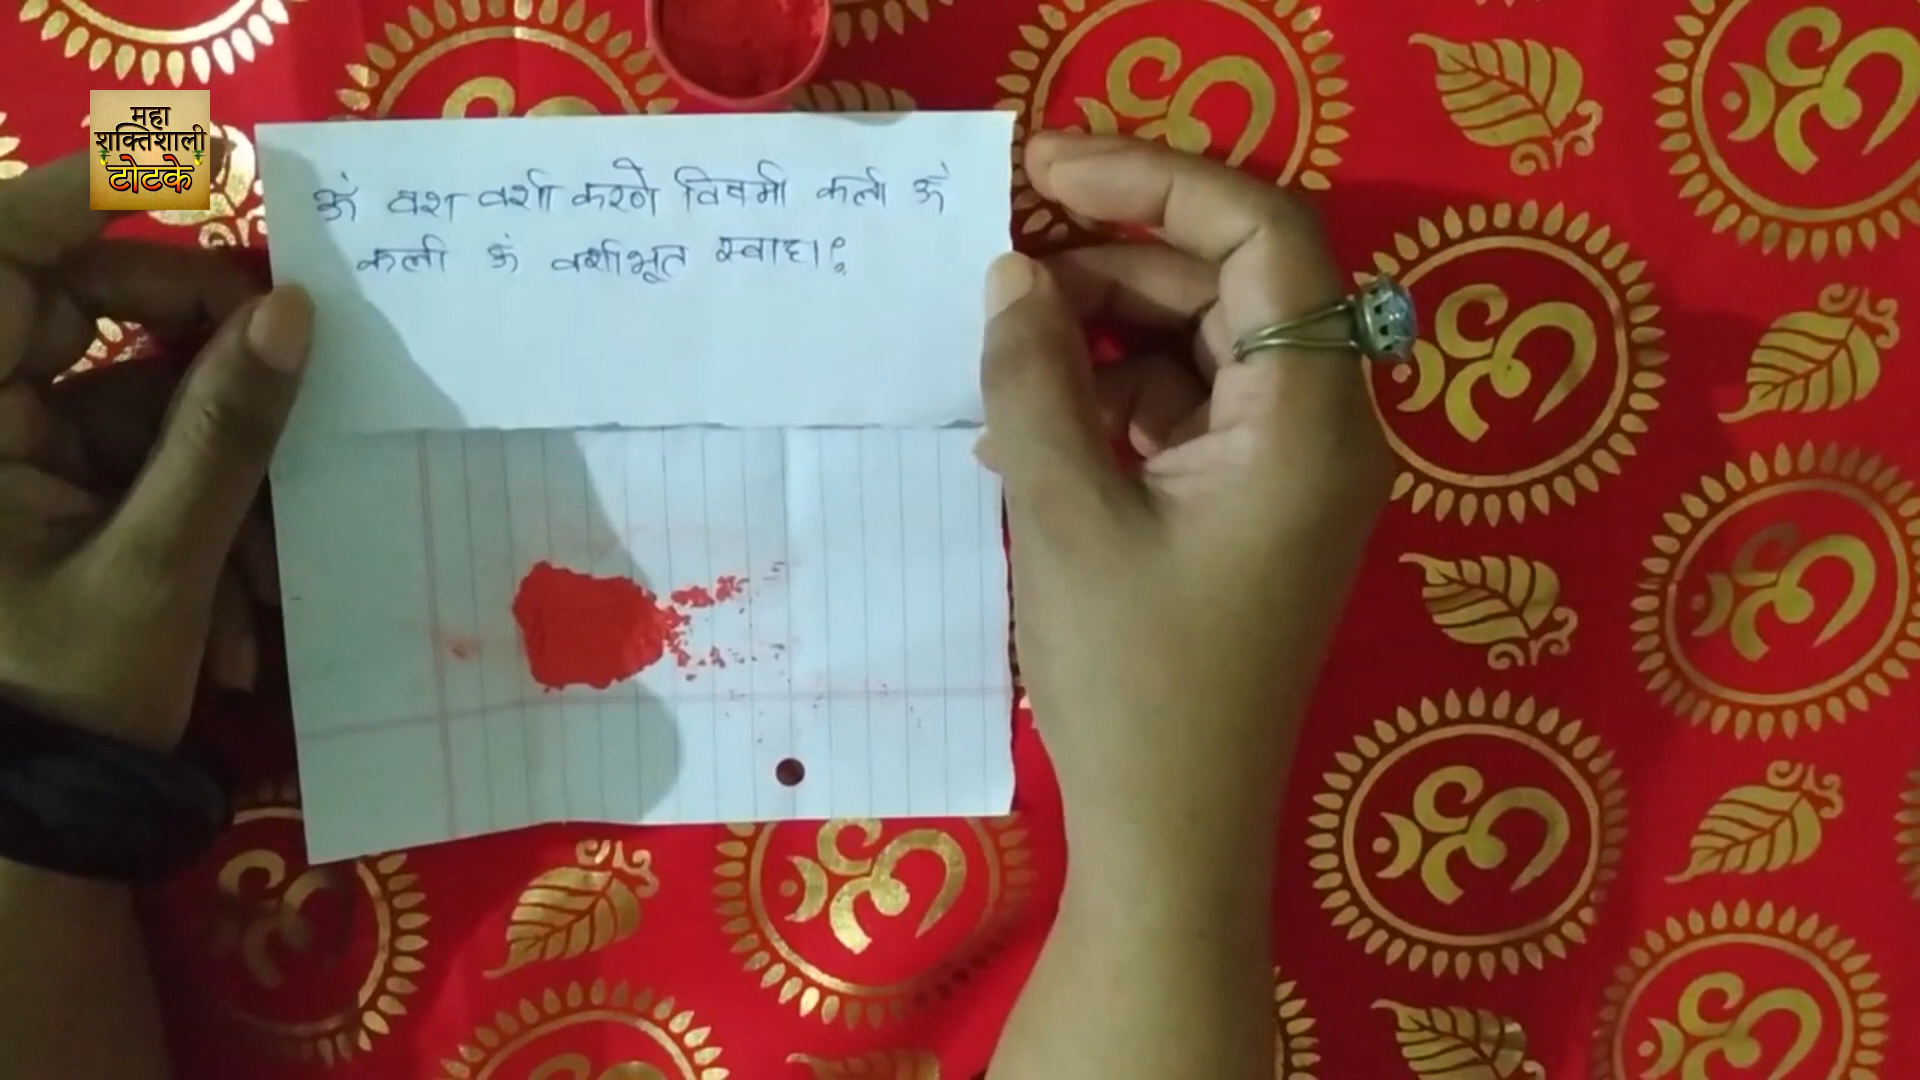 महा
शक्तिशाली
टोटके
ॐ वश वशी करणे विषमी कली ॐ
कली ॐ वशीभूत स्वाहा